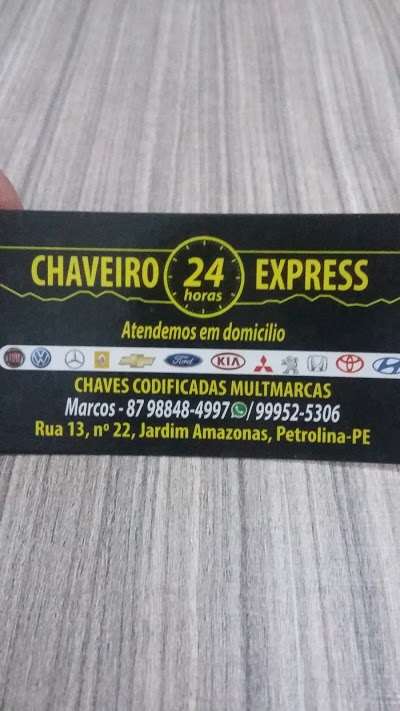 CHAVEIRO 24 horas EXPRESS
Atendemos em domicilio
FIAT Ford KIA
CHAVES CODIFICADAS MULTMARCAS
Marcos - 87 98848-4997 / 99952-5306
Rua 13, nº 22, Jardim Amazonas, Petrolina-PE